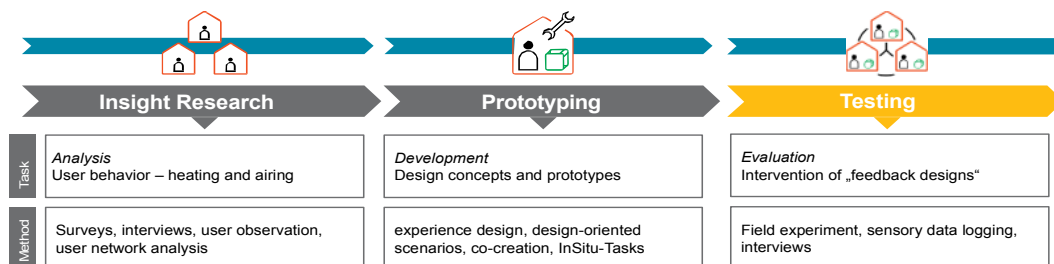 Insight Research
Prototyping
Testing
Task
Analysis
User behavior – heating and airing
Development
Design concepts and prototypes
Evaluation
Intervention of „feedback designs“
Method
Surveys, interviews, user observation,
user network analysis
experience design, design-oriented
scenarios, co-creation, InSitu-Tasks
Field experiment, sensory data logging,
interviews